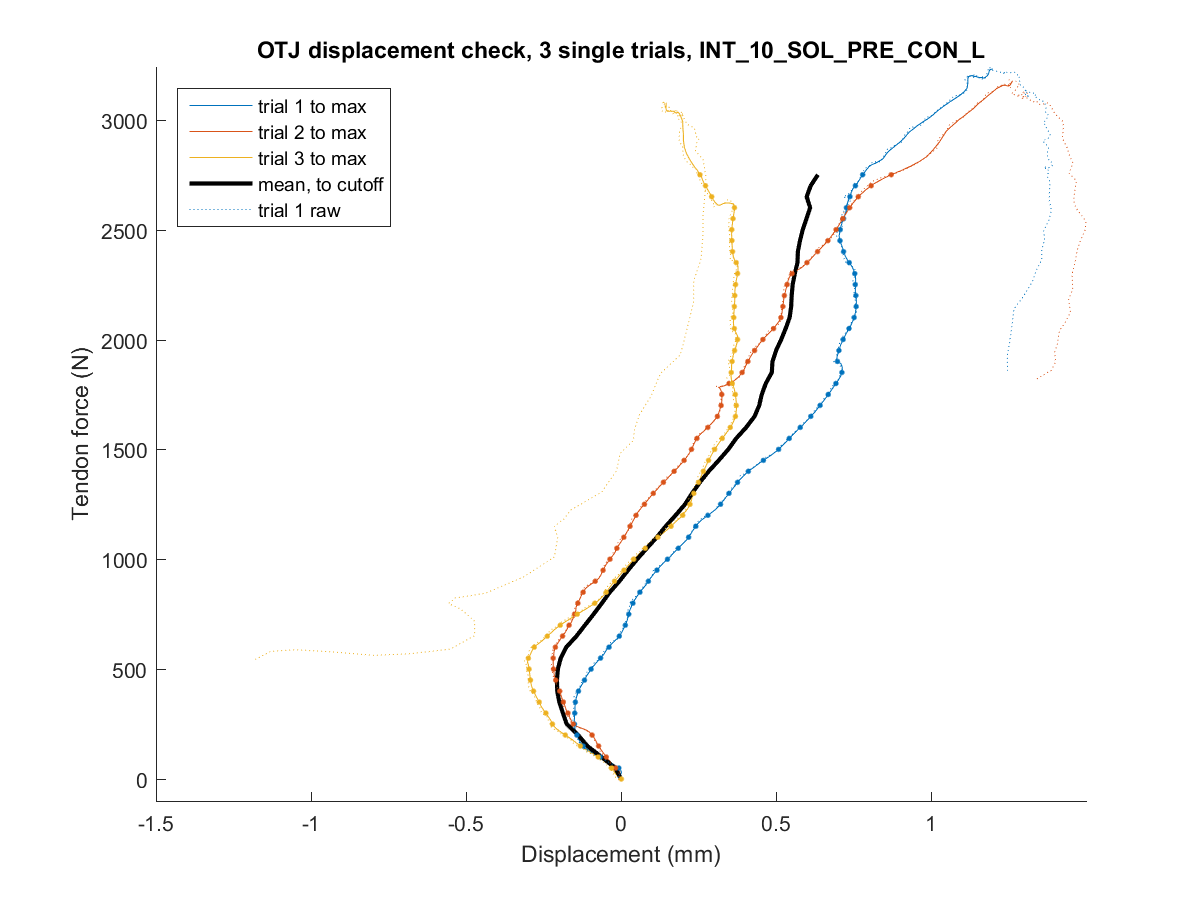 OTJ displacement check, 3 single trials, INT_10_SOL_PRE_CON_L
trial 1 to max
trial 2 to max
trial 3 to max
mean, to cutoff
trial 1 raw
Tendon force (N)
3000
2500
2000
1500
1000
500
0
-1.5
-1
-0.5
0
0.5
1
Displacement (mm)